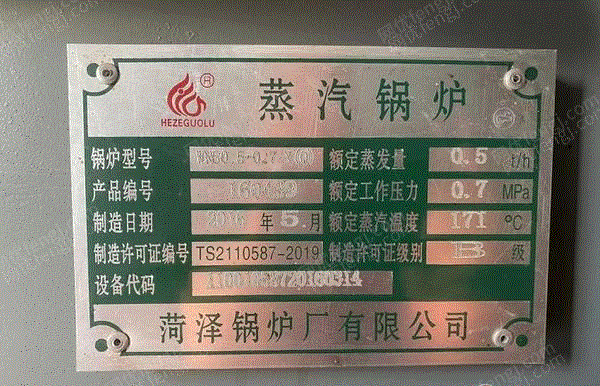 HEZEGUOLU
R
蒸汽锅炉
锅炉型号 额定蒸发量 0.5 t/h
产品编号 额定工作压力 0.7 MPa
制造日期 2016 年 5 月 额定蒸汽温度 171 ℃
制造许可证编号 TS2110587-2019 制造许可证级别 B 级
设备代码
菏泽锅炉厂有限公司